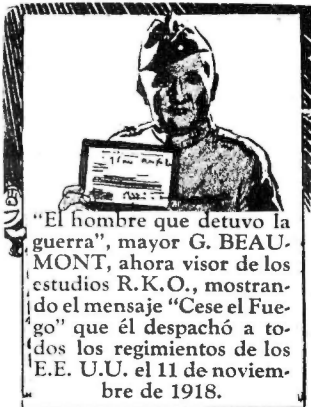 “El hombre que detuvo la
guerra”, mayor G. BEAU-
MONT, ahora visor de los
estudios R.K.O., mostran-
do el mensaje “Cese el Fue-
go” que él despachó a to-
dos los regimientos de los
E.E. U.U. el 11 de noviem-
bre de 1918.